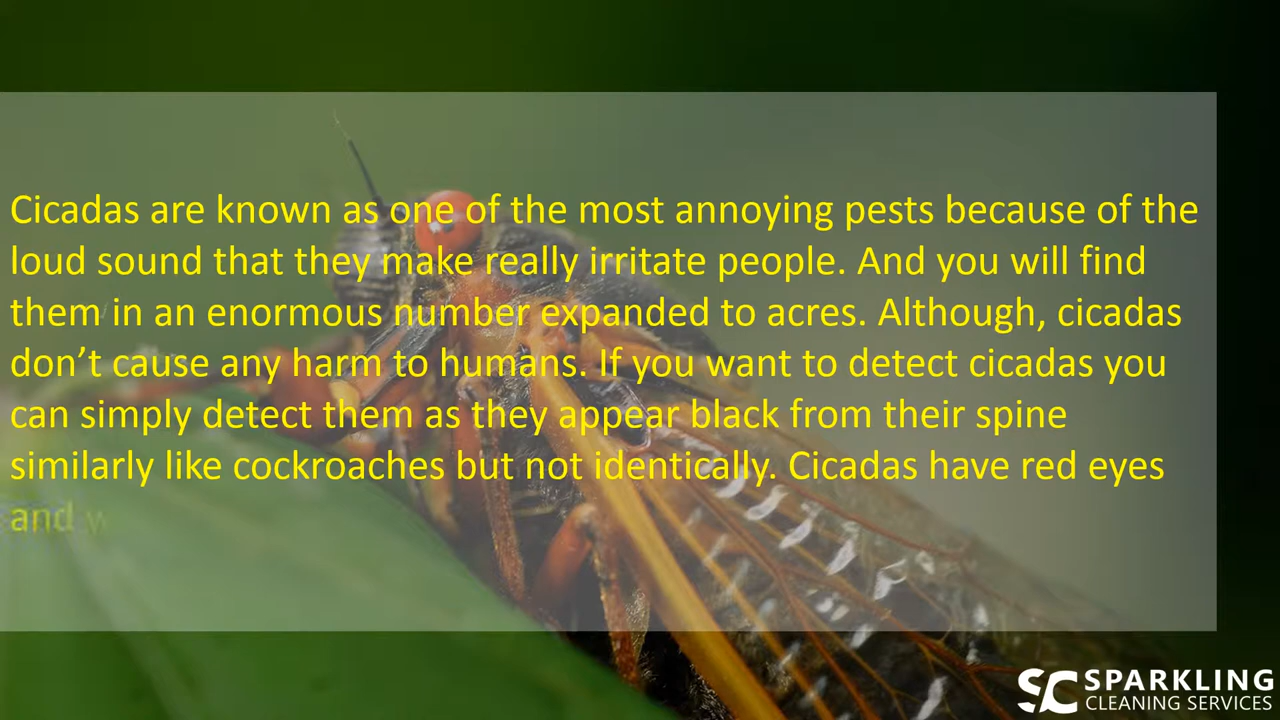 Cicadas are known as one of the most annoying pests because of the
loud sound that they make really irritate people. And you will find
them in an enormous number expanded to acres. Although, cicadas
don’t cause any harm to humans. If you want to detect cicadas you
can simply detect them as they appear black from their spine
similarly like cockroaches but not identically. Cicadas have red eyes
and
SC SPARKLING
CLEANING SERVICES